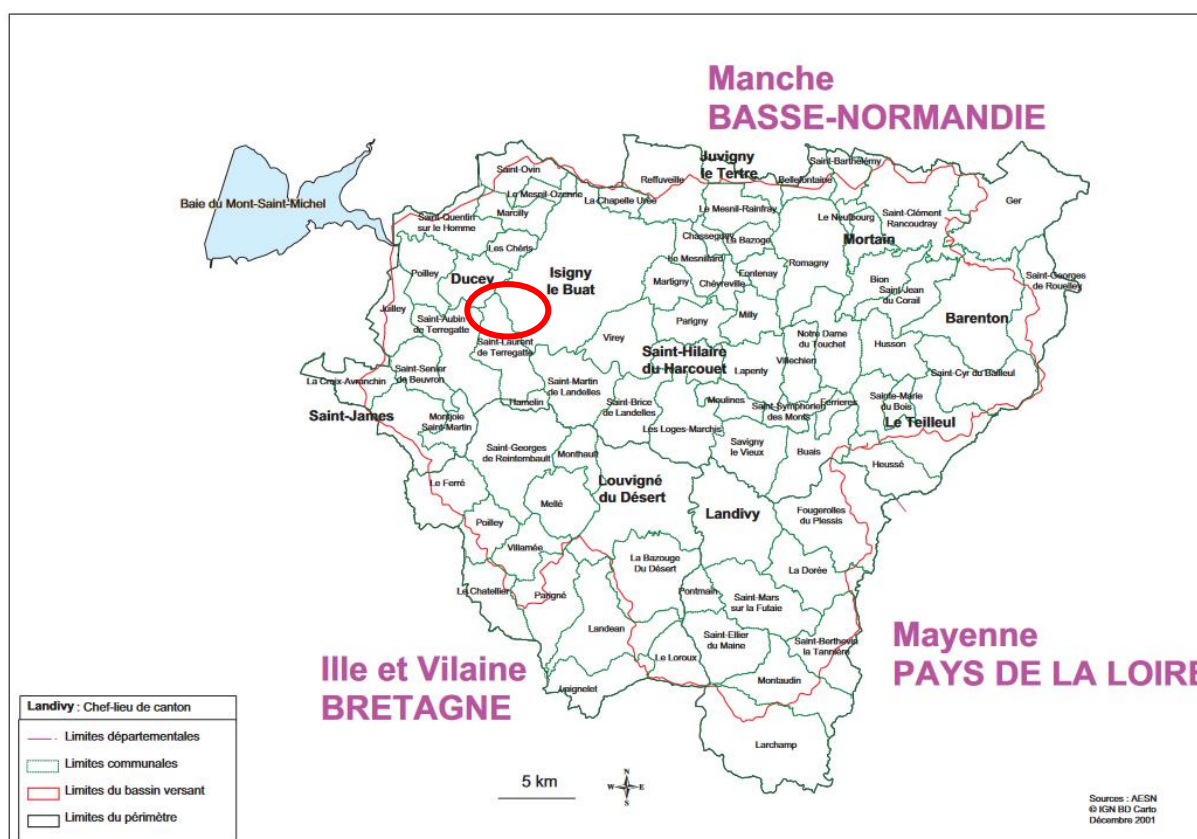 Manche
BASSE-NORMANDIE
Juvigny
le Tertre
Saint-Barthélémy
Saint-Ovin
Reffuveille
Bellefontaine
Le Mesnil-Ozenne
La Chapelle Urée
Ger
Baie du Mont-Saint-Michel
Marcilly
Le Mesnil-Rainfray
Le Neufbourg
Saint-Clément
Rancoudray
Saint-Quentin
sur le Homme
Chasseguey
La Bazoge
Mortain
Les Chéris
Le Mesnillard
Romagny
Poilley
Ducey
Isigny
le Buat
Martigny
Chèvreville
Fontenay
Bion
Saint-Jean
du Corail
Saint-Georges
de Rouelley
Juilley
Saint-Aubin
de Terregatte
Parigny
Milly
Barenton
Saint-Laurent
de Terregatte
Virey
Notre Dame
du Touchet
Husson
Saint-Hilaire
du Harcouet
Lapenty
Villechien
La Croix-Avranchin
Saint-Senier
de Beuvron
Saint-Martin
de Landelles
Saint-Cyr du Bailleul
Hamelin
Saint-Brice
de Landelles
Moulines
Saint-Symphorien
des Monts
Ferrieres
Sainte-Marie
du Bois
Saint-James
Montjoie
Saint-Martin
Le Teilleul
Les Loges-Marchis
Saint-Georges
de Reintembault
Monthault
Savigny
le Vieux
Buais
Heussé
Le Ferré
Louvigné
du Désert
Mellé
Landivy
Fougerolles
du Plessis
Poilley
Villamée
La Bazouge
Du Désert
La Dorée
Le Chatellier
Parigné
Pontmain
Saint-Mars
sur la Futaie
Landean
Saint-Ellier
du Maine
Saint-Berthevin
la Tannière
Mayenne
PAYS DE LA LOIRE
Ille et Vilaine
BRETAGNE
Le Loroux
Montaudin
Larchamp
Landivy : Chef-lieu de canton
Limites départementales
Limites communales
Limites du bassin versant
Limites du périmètre
5 km
N
W E
S
Sources : AESN
© IGN BD Carto
Décembre 2001